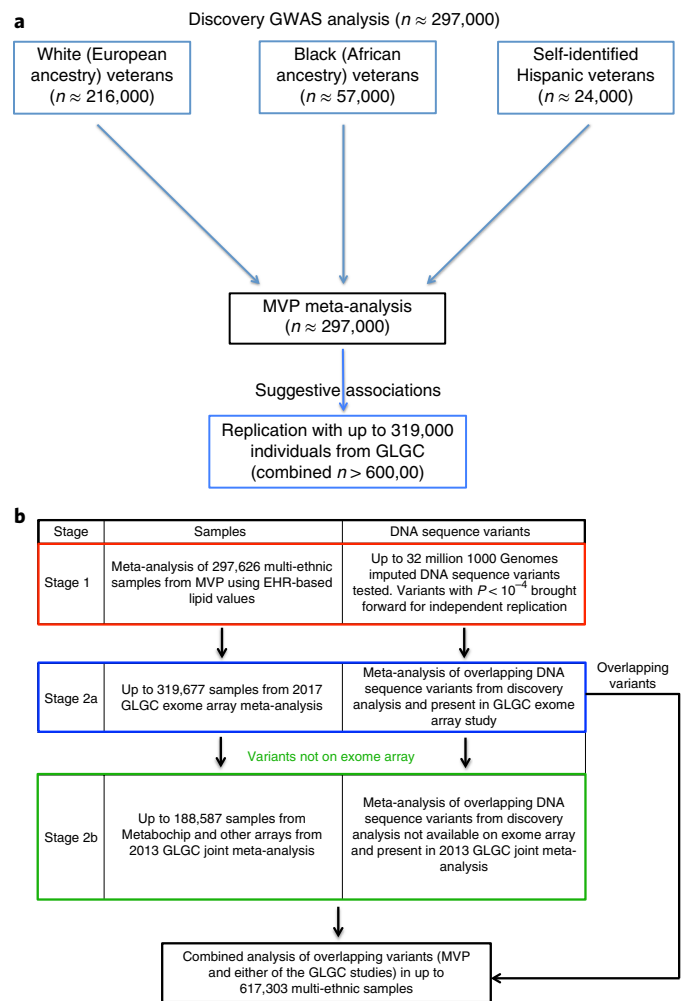 a
Discovery GWAS analysis (n ≈ 297,000)
White (European
ancestry) veterans
(n ≈ 216,000)
Black (African
ancestry) veterans
(n ≈ 57,000)
Self-identified
Hispanic veterans
(n ≈ 24,000)
MVP meta-analysis
(n ≈ 297,000)
Suggestive associations
Replication with up to 319,000
individuals from GLGC
(combined n > 600,00)
b
Stage
Samples
DNA sequence variants
Stage 1
Meta-analysis of 297,626 multi-ethnic
samples from MVP using EHR-based
lipid values
Up to 32 million 1000 Genomes
imputed DNA sequence variants
tested. Variants with P < 10⁻⁴ brought
forward for independent replication
Overlapping
variants
Stage 2a
Up to 319,677 samples from 2017
GLGC exome array meta-analysis
Meta-analysis of overlapping DNA
sequence variants from discovery
analysis and present in GLGC exome
array study
Variants not on exome array
Stage 2b
Up to 188,587 samples from
Metabochip and other arrays from
2013 GLGC joint meta-analysis
Meta-analysis of overlapping DNA
sequence variants from discovery
analysis not available on exome array
and present in 2013 GLGC joint meta-
analysis
Combined analysis of overlapping variants (MVP
and either of the GLGC studies) in up to
617,303 multi-ethnic samples